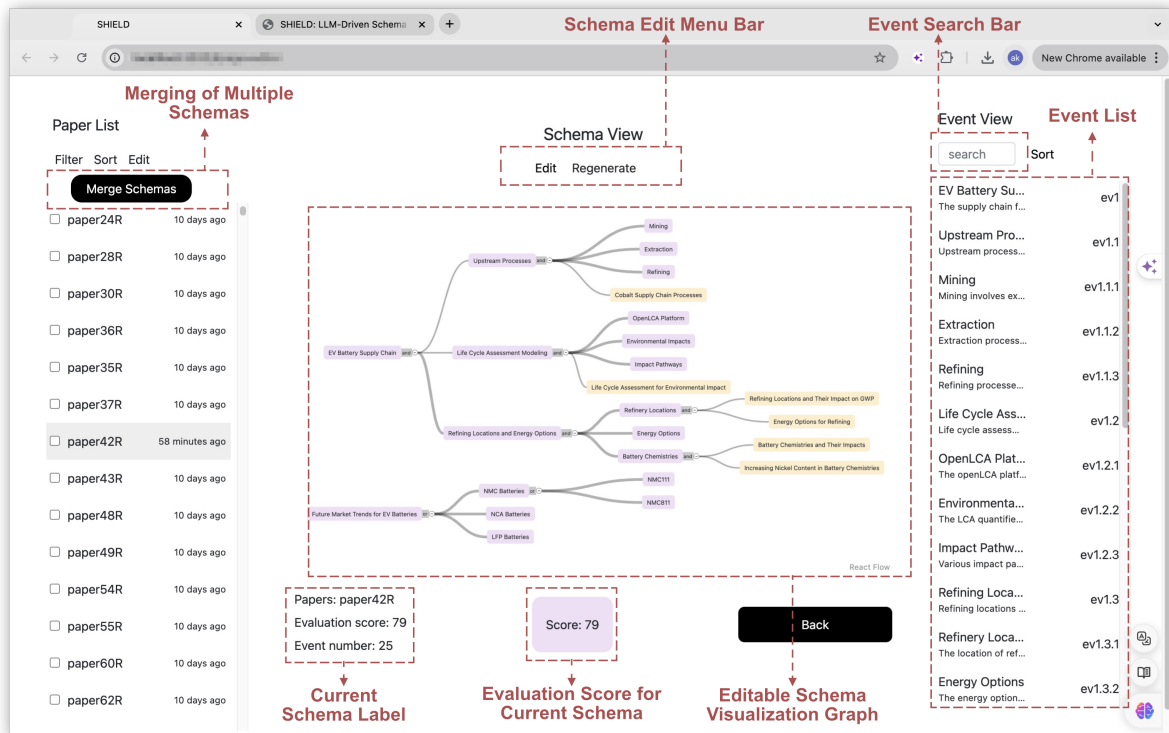 SHIELD
SHIELD: LLM-Driven Schema
Schema Edit Menu Bar
Event Search Bar
New Chrome available
ak
Merging of Multiple
Schemas
Paper List
Filter Sort Edit
Merge Schemas
paper24R 10 days ago
paper28R 10 days ago
paper30R 10 days ago
paper36R 10 days ago
paper35R 10 days ago
paper37R 10 days ago
paper42R 58 minutes ago
paper43R 10 days ago
paper48R 10 days ago
paper49R 10 days ago
paper54R 10 days ago
paper55R 10 days ago
paper60R 10 days ago
paper62R 10 days ago
Schema View
Edit Regenerate
Mining
Upstream Processes and
Extraction
Refining
Cobalt Supply Chain Processes
OpenLCA Platform
EV Battery Supply Chain and
Life Cycle Assessment Modeling and
Environmental Impacts
Impact Pathways
Life Cycle Assessment for Environmental Impact
Refining Locations and Their Impact on GWP
Refinery Locations and
Energy Options for Refining
Refining Locations and Energy Options and
Energy Options
Battery Chemistries and Their Impacts
Battery Chemistries and
Increasing Nickel Content in Battery Chemistries
NMC111
NMC Batteries or
NMC811
Future Market Trends for EV Batteries or
NCA Batteries
LFP Batteries
React Flow
Papers: paper42R
Evaluation score: 79
Event number: 25
Score: 79
Back
Current
Schema Label
Evaluation Score for
Current Schema
Editable Schema
Visualization Graph
Event View
Event List
search
Sort
EV Battery Su... ev1
The supply chain f...
Upstream Pro... ev1.1
Upstream process...
Mining ev1.1.1
Mining involves ex...
Extraction ev1.1.2
Extraction process...
Refining ev1.1.3
Refining processe...
Life Cycle Ass... ev1.2
Life cycle assess...
OpenLCA Plat... ev1.2.1
The openLCA platf...
Environmenta... ev1.2.2
The LCA quantifie...
Impact Pathw... ev1.2.3
Various impact pa...
Refining Loca... ev1.3
Refining locations ...
Refinery Loca... ev1.3.1
The location of ref...
Energy Options ev1.3.2
The energy option...